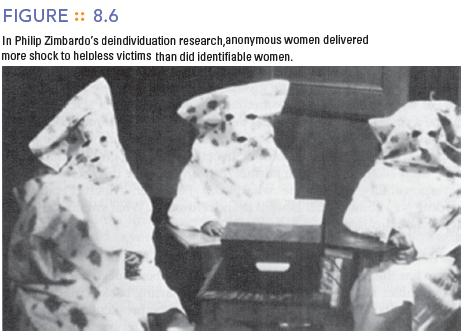 FIGURE :: 8.6
In Philip Zimbardo's deindividuation research,anonymous women delivered
more shock to helpless victims than did identifiable women.